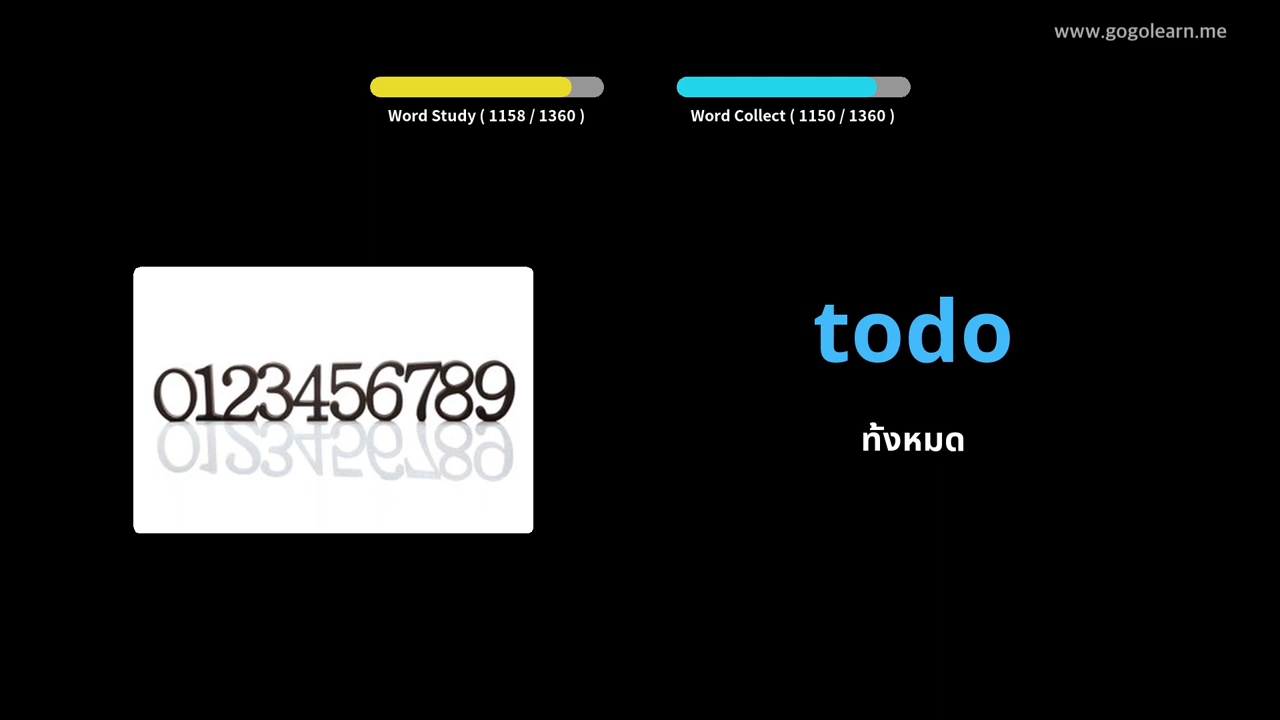 www.gogolearn.me
Word Study ( 1158 / 1360 )
Word Collect ( 1150 / 1360 )
0123456789
todo
ทั้งหมด